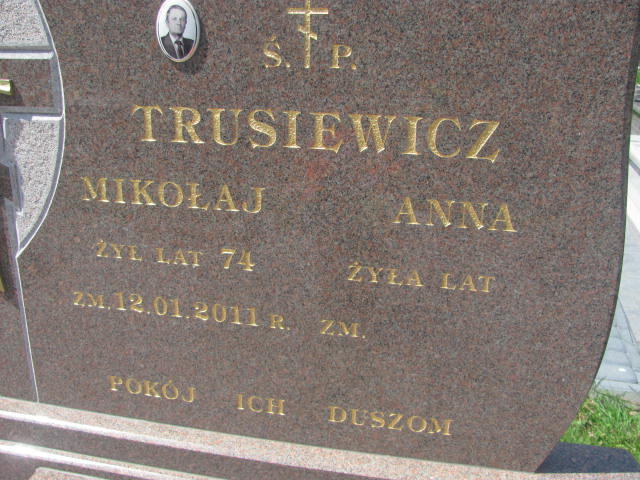 Ś. P.
TRUSIEWICZ
MIKOŁAJ ANNA
ŻYŁ LAT 74 ŻYŁA LAT
ZM. 12.01.2011 R. ZM.
POKÓJ ICH DUSZOM